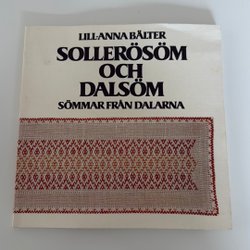 LILL-ANNA BÄLTER
SOLLERÖSÖM
OCH
DALSÖM
SÖMMAR FRÅN DALARNA